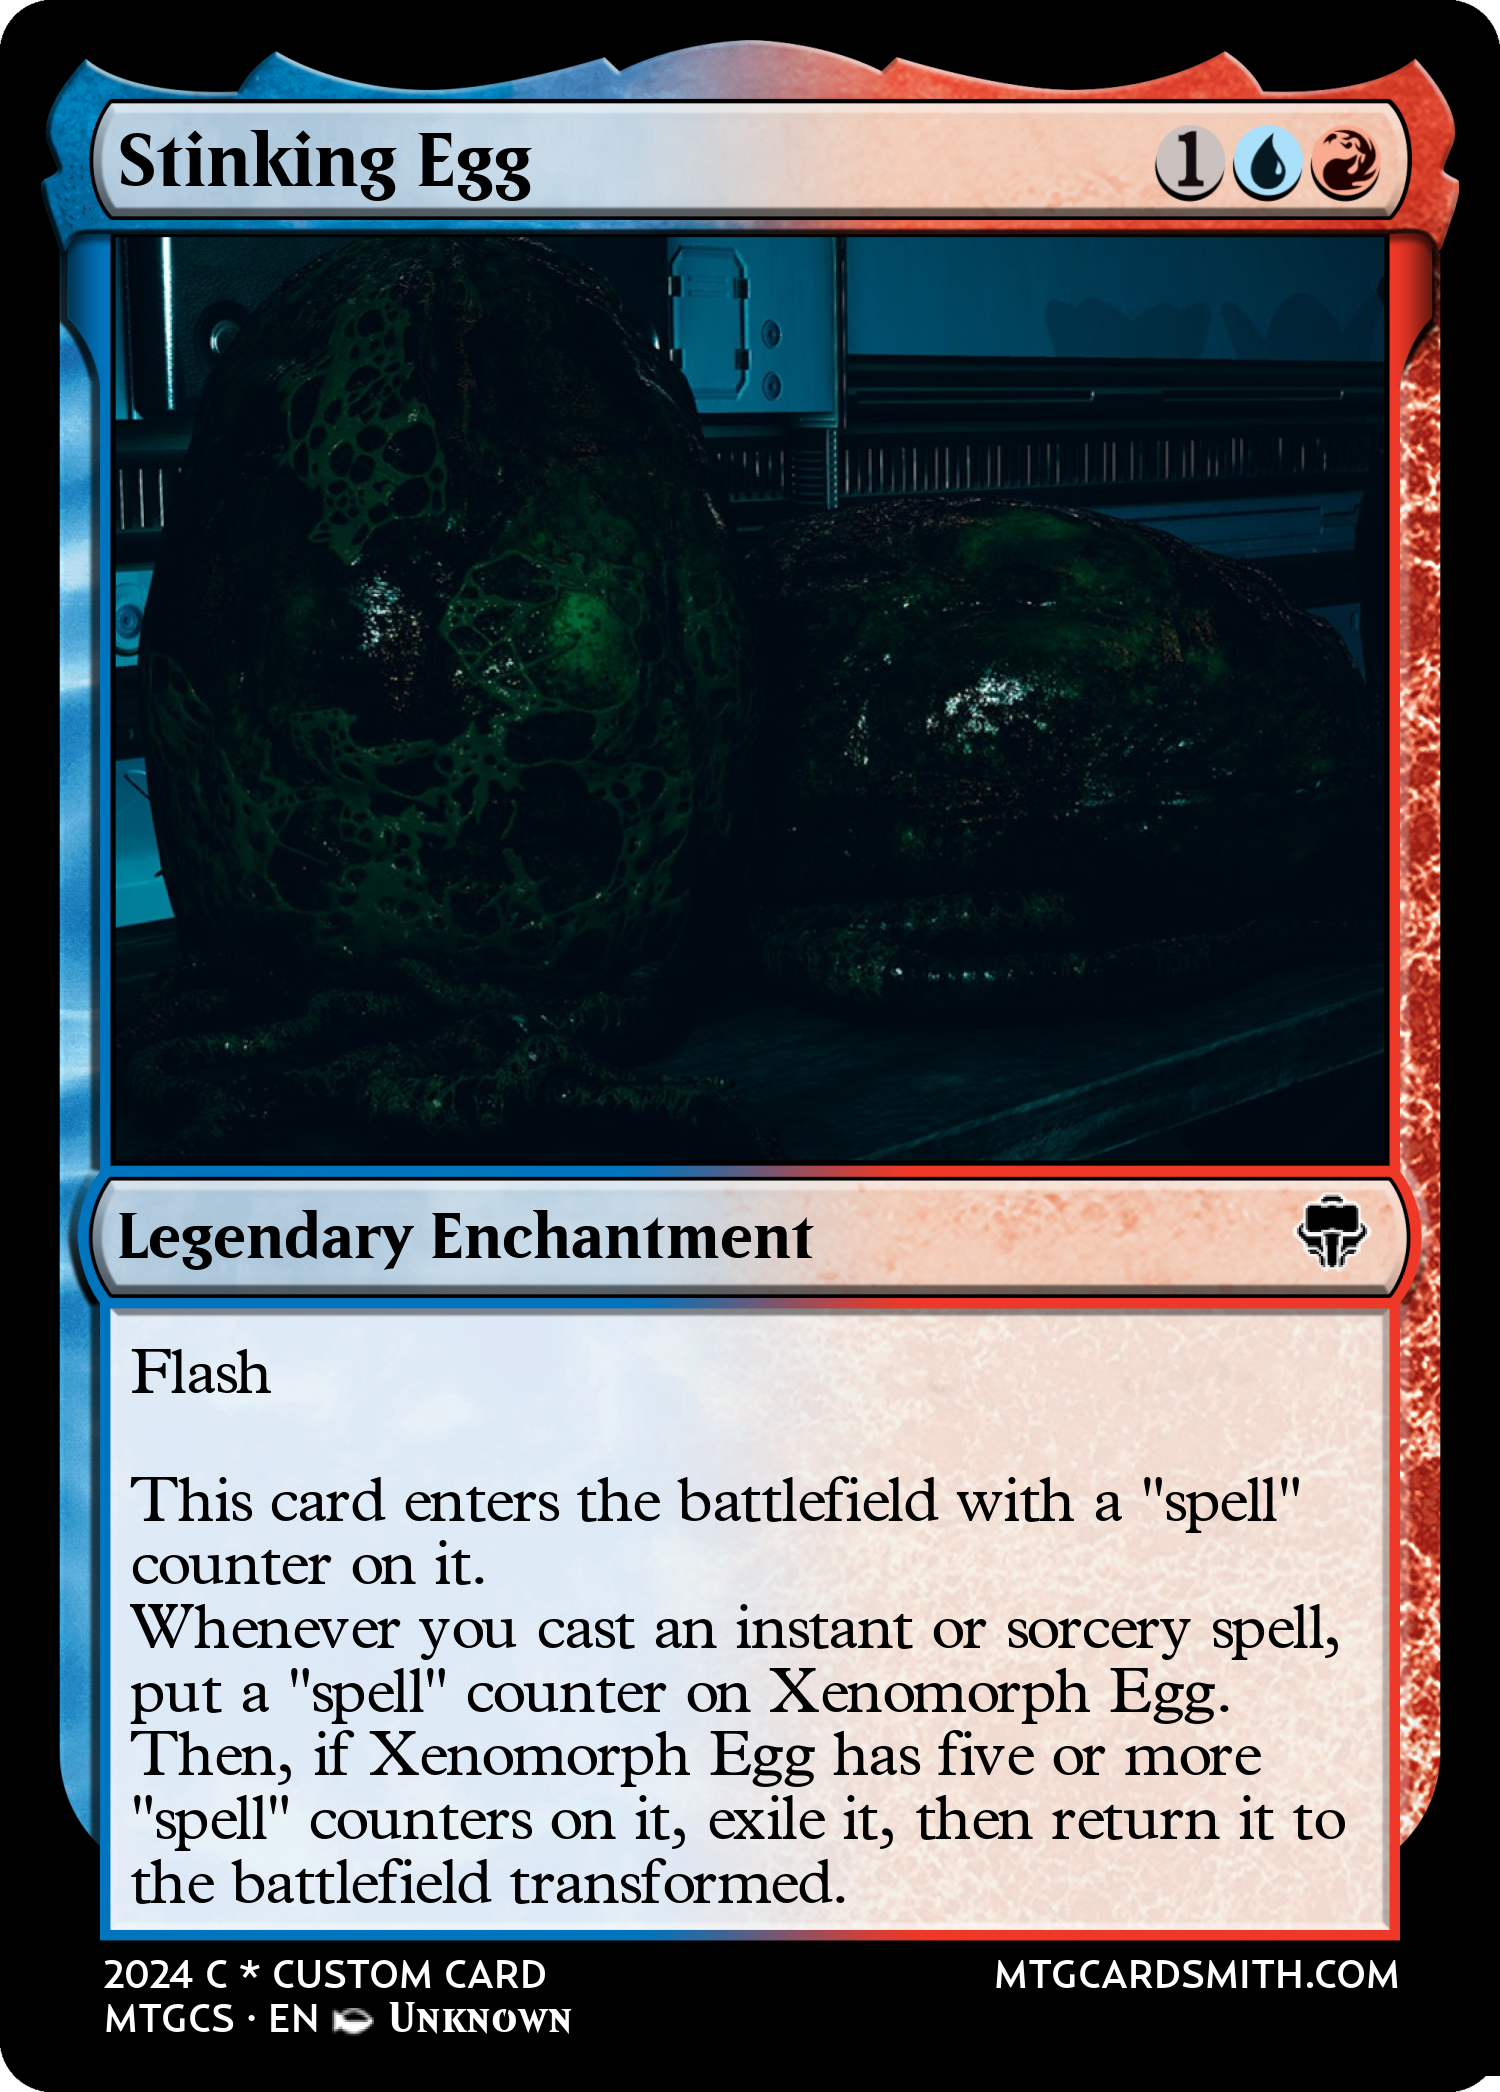 Stinking Egg 1
Legendary Enchantment
Flash
This card enters the battlefield with a "spell"
counter on it.
Whenever you cast an instant or sorcery spell,
put a "spell" counter on Xenomorph Egg.
Then, if Xenomorph Egg has five or more
"spell" counters on it, exile it, then return it to
the battlefield transformed.
2024 C * CUSTOM CARD
MTGCARDSMITH.COM
MTGCS · EN Unknown